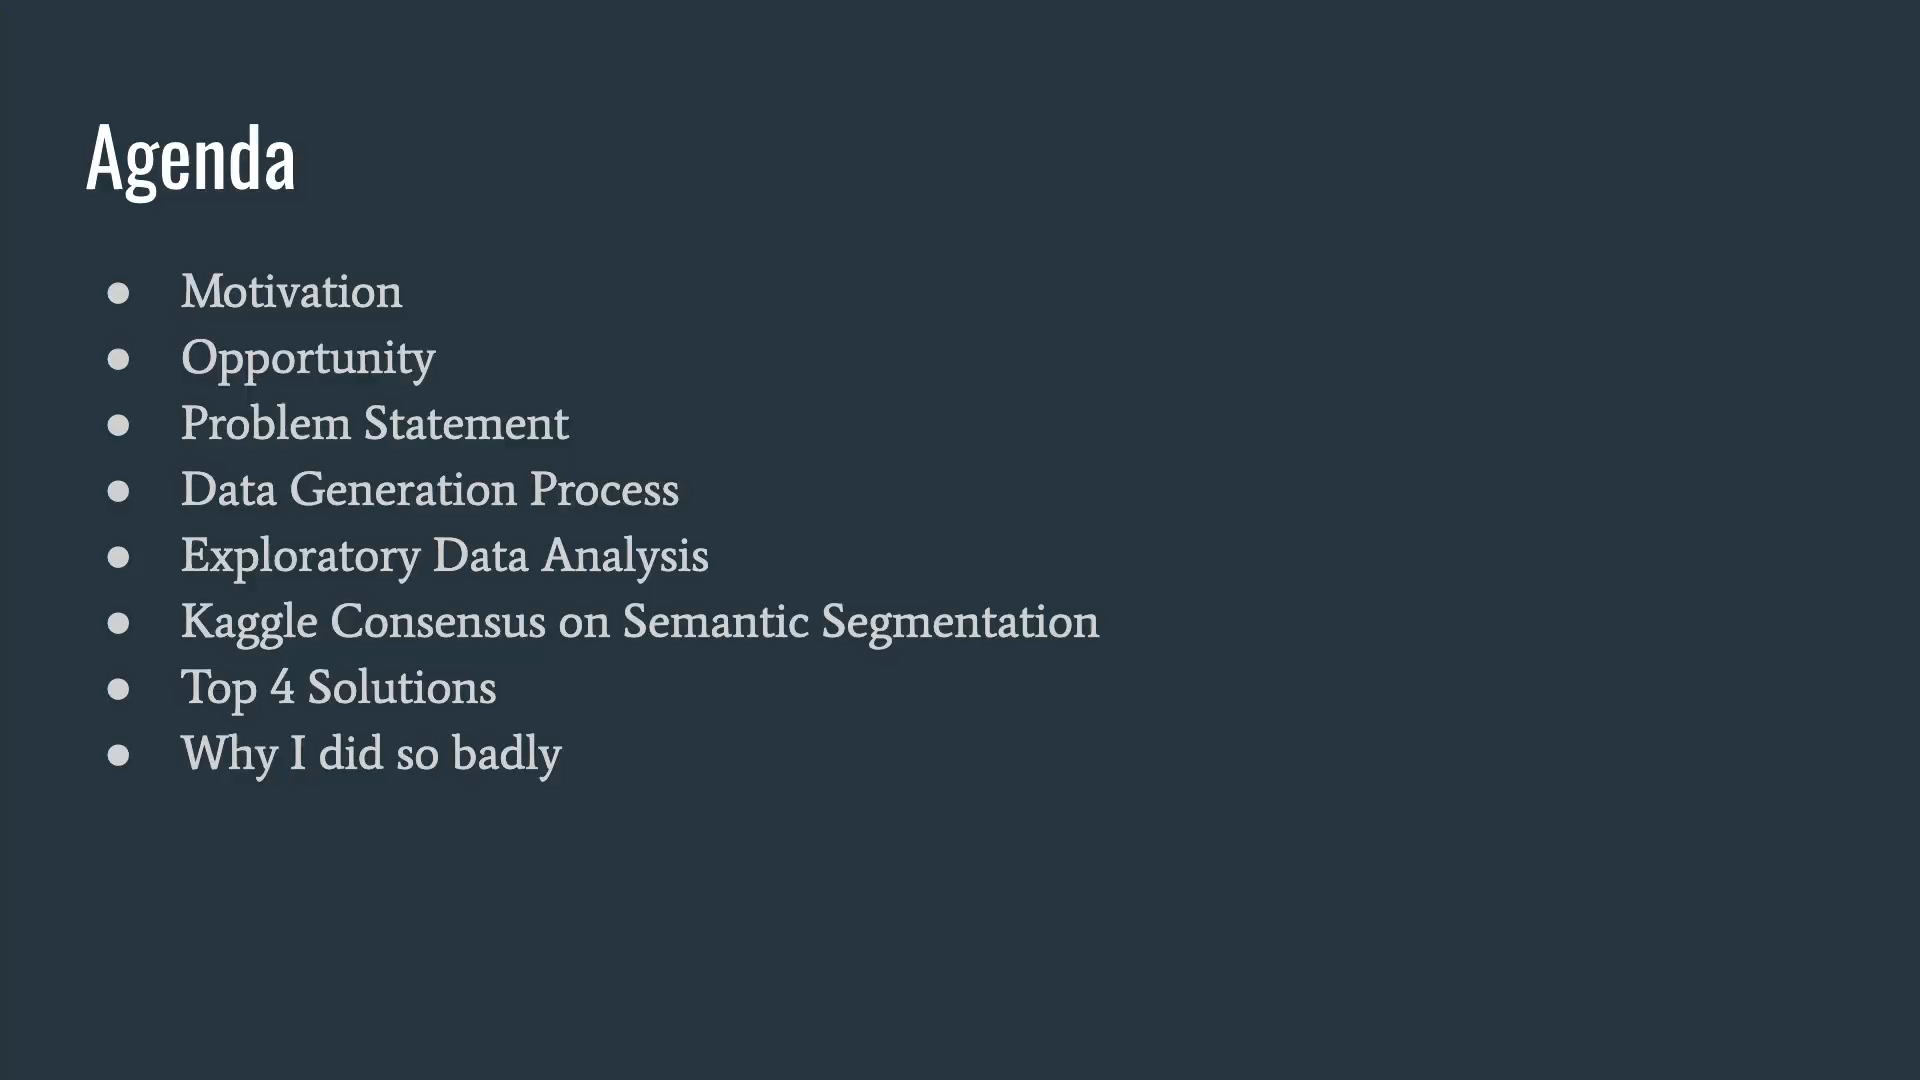 Agenda
● Motivation
● Opportunity
● Problem Statement
● Data Generation Process
● Exploratory Data Analysis
● Kaggle Consensus on Semantic Segmentation
● Top 4 Solutions
● Why I did so badly